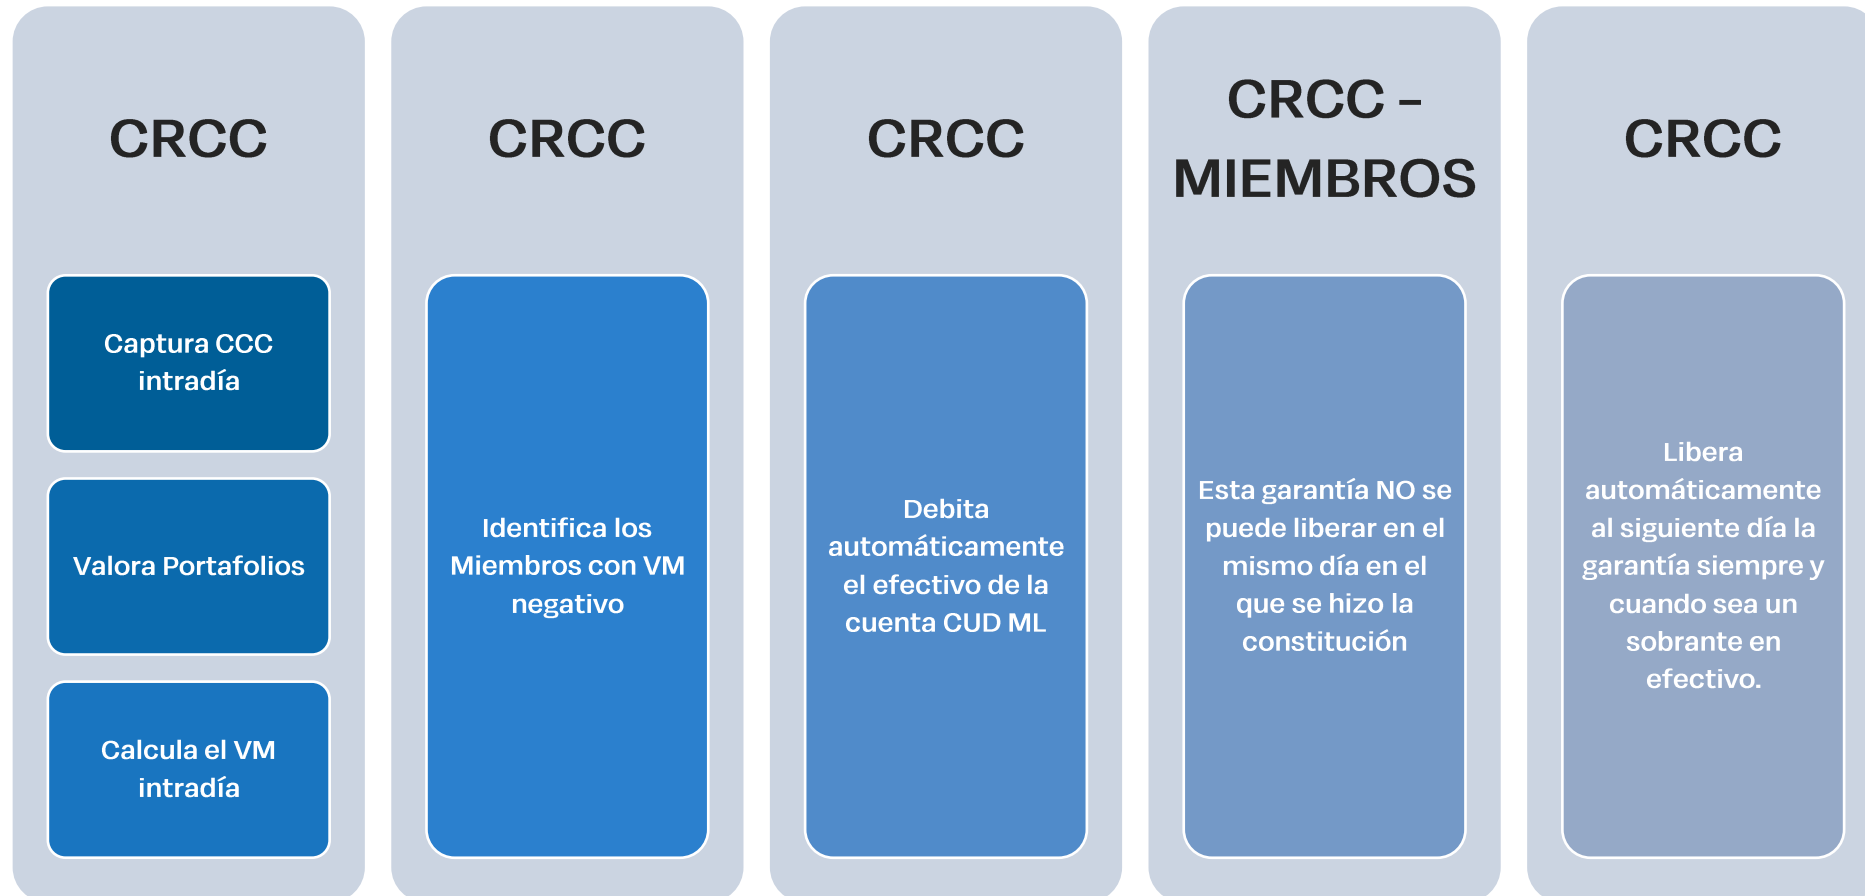 CRCC
Captura CCC
intradía
Valora Portafolios
Calcula el VM
intradía
CRCC
Identifica los
Miembros con VM
negativo
CRCC
Debita
automáticamente
el efectivo de la
cuenta CUD ML
CRCC –
MIEMBROS
Esta garantía NO se
puede liberar en el
mismo día en el
que se hizo la
constitución
CRCC
Libera
automáticamente
al siguiente día la
garantía siempre y
cuando sea un
sobrante en
efectivo.